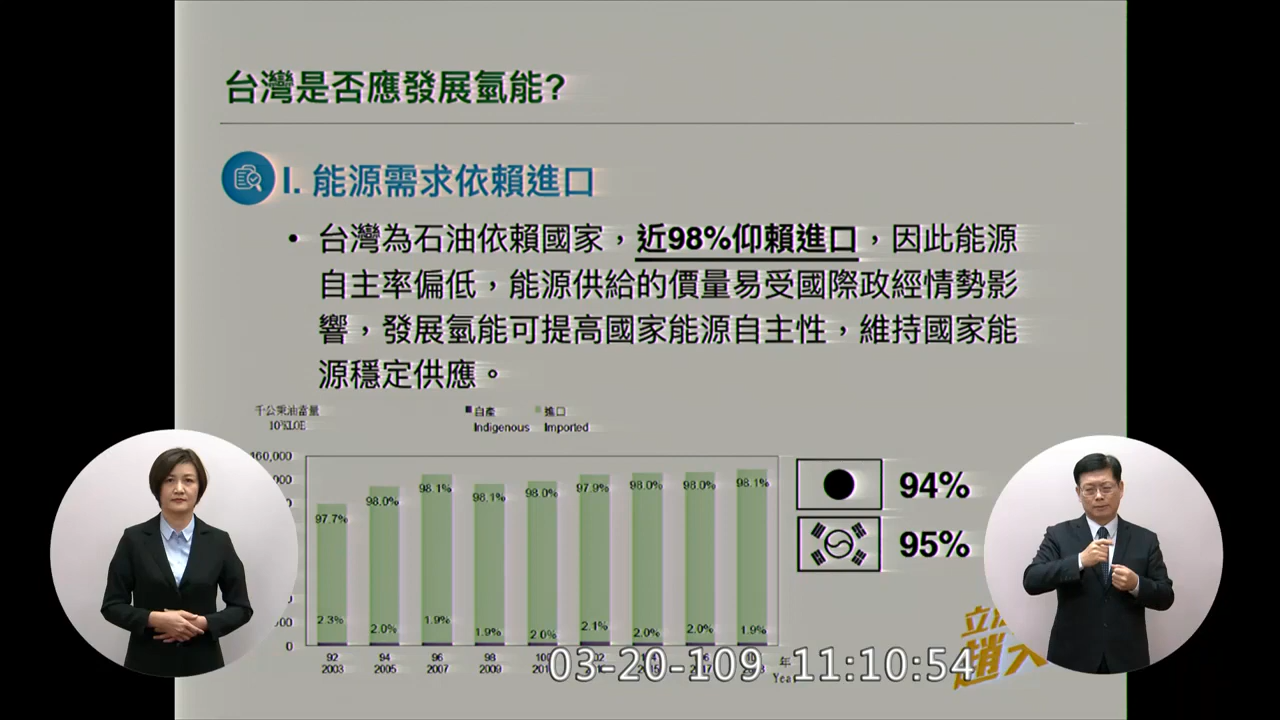 台灣是否應發展氫能?
I. 能源需求依賴進口
• 台灣為石油依賴國家，近98%仰賴進口，因此能源
自主率偏低，能源供給的價量易受國際政經情勢影
響，發展氫能可提高國家能源自主性，維持國家能
源穩定供應。
千公秉油當量
10³KLOE
自產 進口
Indigenous Imported
160,000
97.7% 98.0% 98.1% 98.1% 98.0% 97.9% 98.0% 98.0% 98.1%
94%
95%
2.3% 2.0% 1.9% 1.9% 2.0% 2.1% 2.0% 2.0% 1.9%
0
92 94 96 98 100
2003 2005 2007 2009
年
03-20-109 11:10:54